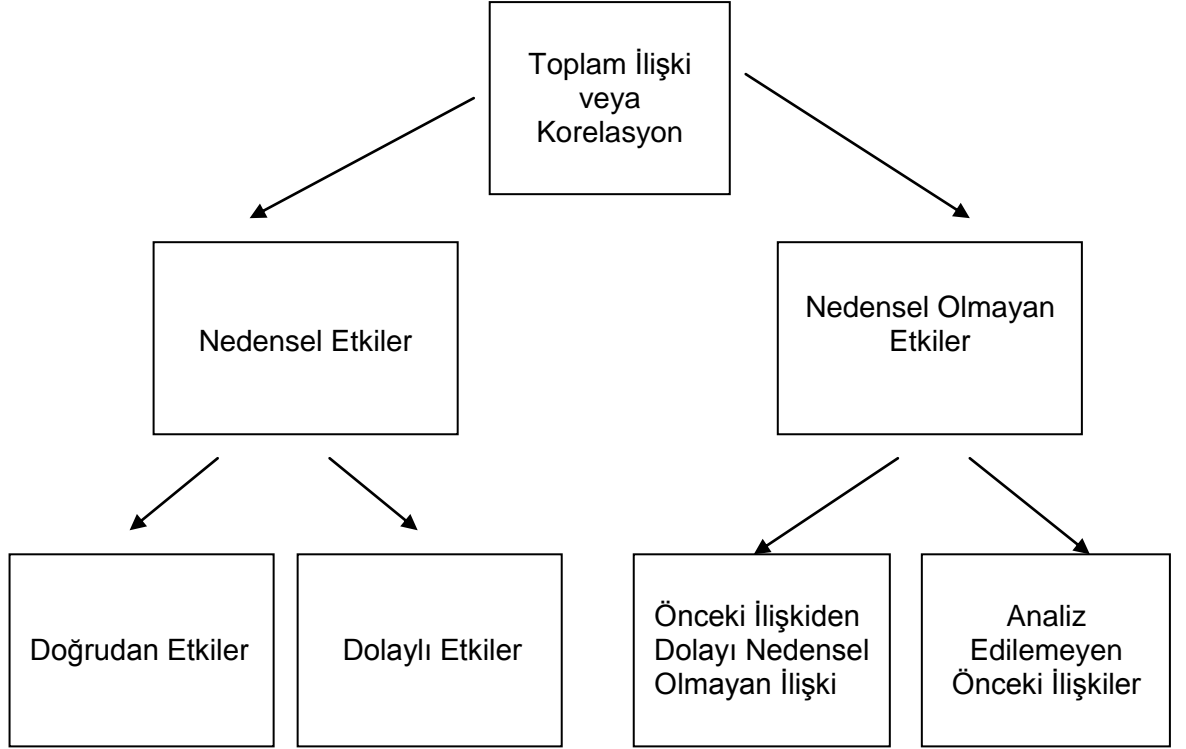 Toplam İlişki
veya
Korelasyon
Nedensel Etkiler
Nedensel Olmayan
Etkiler
Doğrudan Etkiler
Dolaylı Etkiler
Önceki İlişkiden
Dolayı Nedensel
Olmayan İlişki
Analiz
Edilemeyen
Önceki İlişkiler